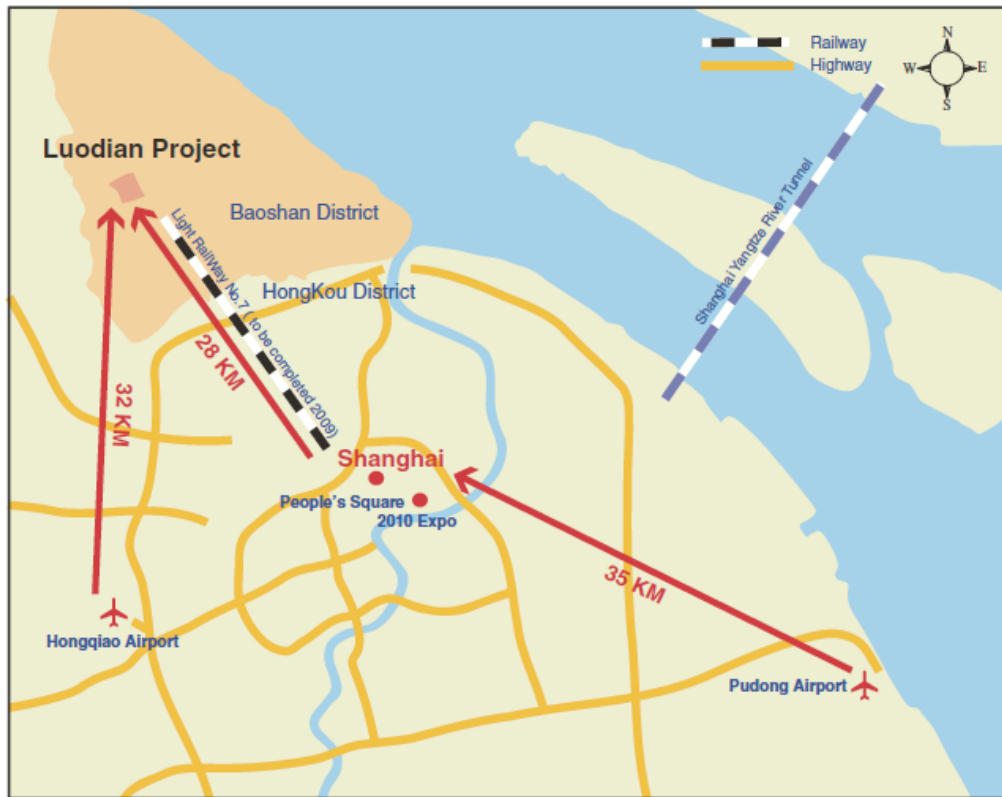 Railway
Highway
N
W
E
S
Luodian Project
Baoshan District
HongKou District
Light RailWay No.7 ( to be completed 2009)
Shanghai Yangtze River Tunnel
28 KM
32 KM
Shanghai
People's Square
2010 Expo
35 KM
Hongqiao Airport
Pudong Airport